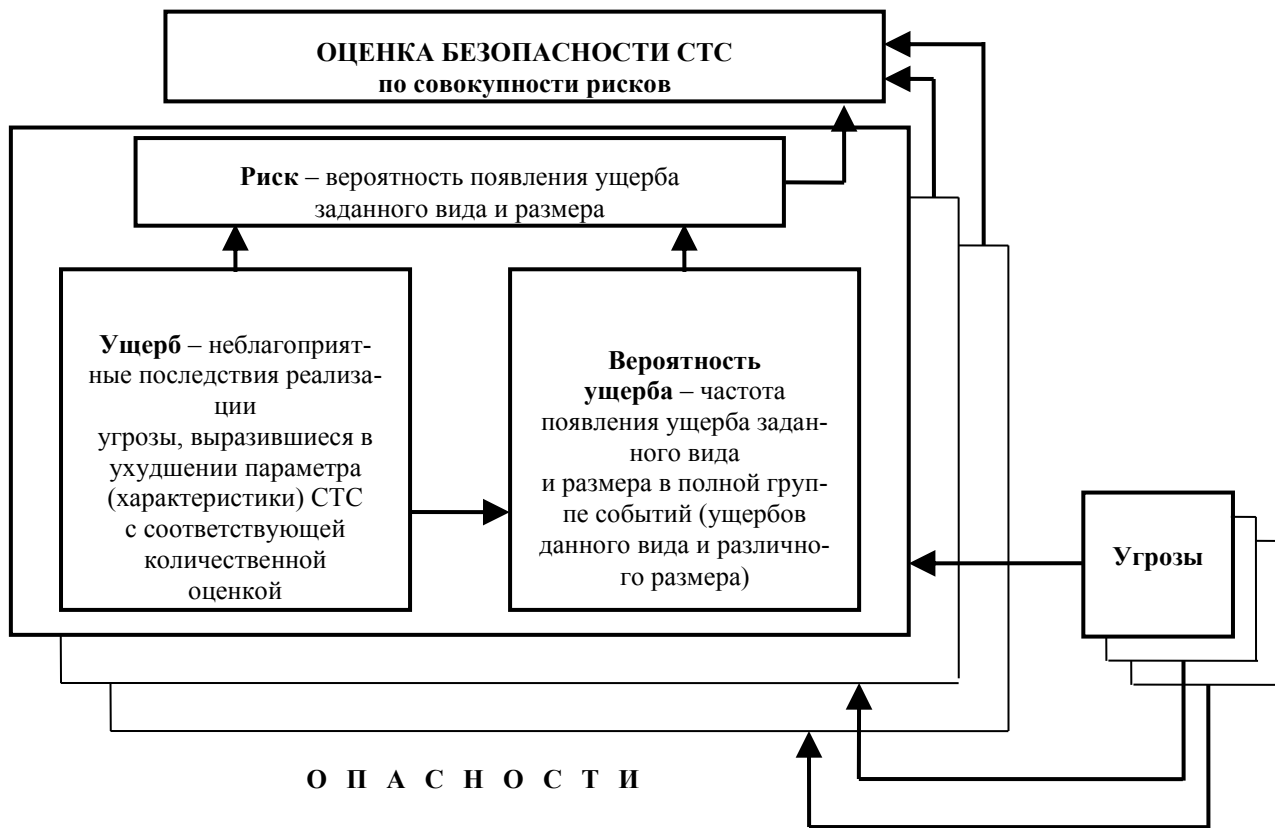 ОЦЕНКА БЕЗОПАСНОСТИ СТС
по совокупности рисков
Риск – вероятность появления ущерба
заданного вида и размера
Ущерб – неблагоприят-
ные последствия реализа-
ции
угрозы, выразившиеся в
ухудшении параметра
(характеристики) СТС
с соответствующей
количественной
оценкой
Вероятность
ущерба – частота
появления ущерба задан-
ного вида
и размера в полной груп-
пе событий (ущербов
данного вида и различно-
го размера)
Угрозы
О П А С Н О С Т И